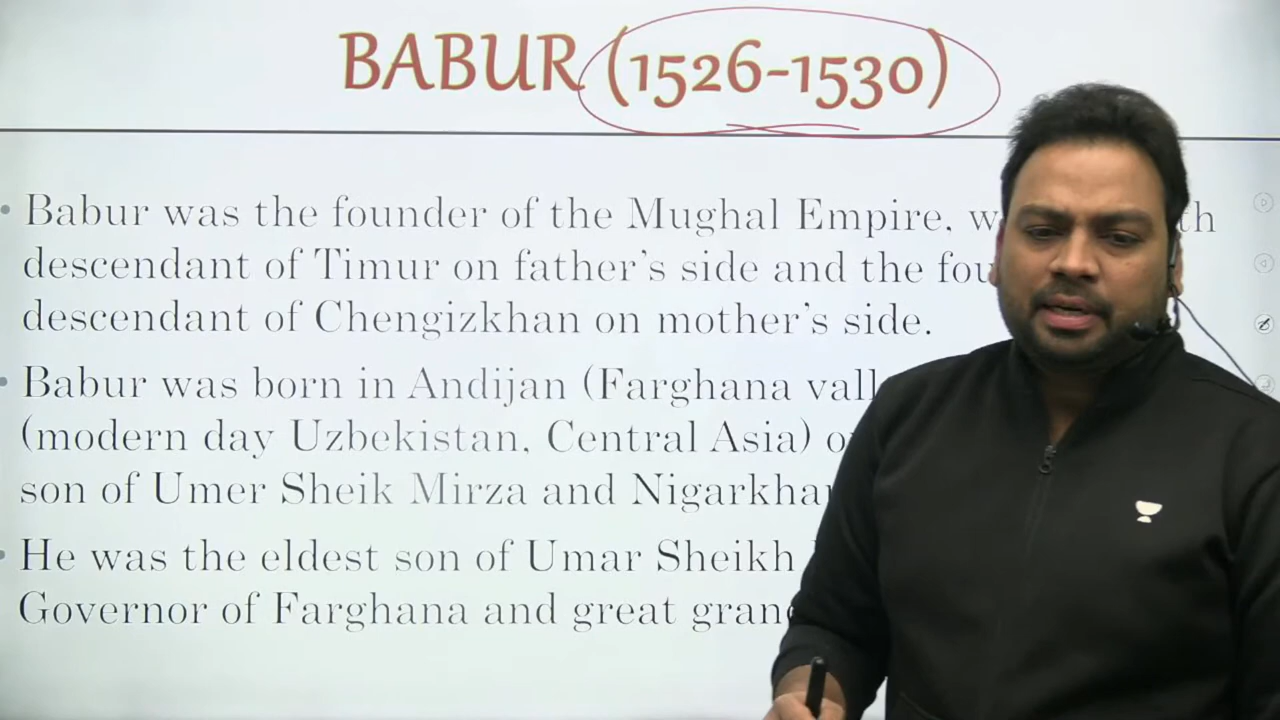 BABUR (1526-1530)
• Babur was the founder of the Mughal Empire, w th
descendant of Timur on father's side and the fou
descendant of Chengizkhan on mother's side.
• Babur was born in Andijan (Farghana vall
(modern day Uzbekistan, Central Asia) o
son of Umer Sheik Mirza and Nigarkha
• He was the eldest son of Umar Sheikh
Governor of Farghana and great gran